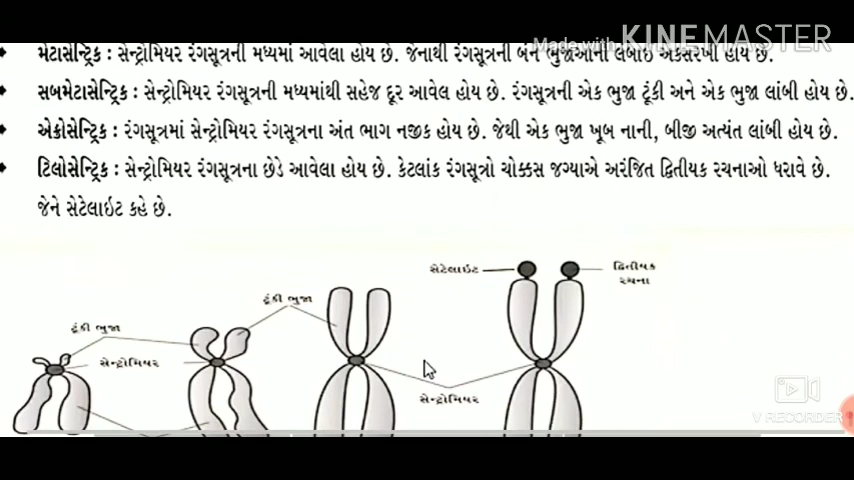 Made with KINEMASTER
મેટાસેન્ટ્રિક : સેન્ટ્રોમિયર રંગસૂત્રની મધ્યમાં આવેલા હોય છે. જેનાથી રંગસૂત્રની બંને ભુજાઓની લંબાઇ એકસરખી હોય છે.
સબમેટાસેન્ટ્રિક : સેન્ટ્રોમિયર રંગસૂત્રની મધ્યમાંથી સહેજ દૂર આવેલ હોય છે. રંગસૂત્રની એક ભુજા ટૂંકી અને એક ભુજા લાંબી હોય છે.
એક્રોસેન્ટ્રિક : રંગસૂત્રમાં સેન્ટ્રોમિયર રંગસૂત્રના અંત ભાગ નજીક હોય છે. જેથી એક ભુજા ખૂબ નાની, બીજી અત્યંત લાંબી હોય છે.
ટિલોસેન્ટ્રિક : સેન્ટ્રોમિયર રંગસૂત્રના છેડે આવેલા હોય છે. કેટલાંક રંગસૂત્રો ચોક્કસ જગ્યાએ અરંજિત દ્વિતીયક રચનાઓ ધરાવે છે.
જેને સેટેલાઇટ કહે છે.
સેટેલાઇટ
દ્વિતીયક
રચના
ટૂંકી ભુજા
ટૂંકી ભુજા
સેન્ટ્રોમિયર
સેન્ટ્રોમિયર
V RECORDER